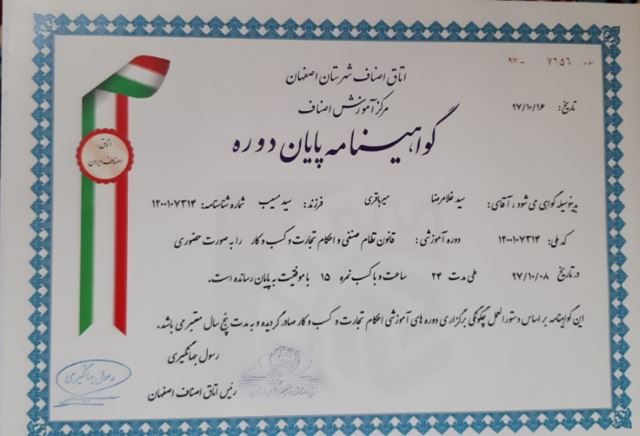 ۹۷ - ۷۶۵۶
اتاق اصناف شهرستان اصفهان
مرکز آموزش اصناف
تاریخ: ۹۷/۱۰/۱۶
گواهینامه پایان دوره
اتاق
اصناف ایران
بدینوسیله گواهی می شود ، آقای: سید غلامرضا میرباقری فرزند: سید مسیب شماره شناسنامه: ۱۲۰۰۱۰۷۳۱۴
کد ملی: ۱۲۰۰۱۰۷۳۱۴ دوره آموزشی: قانون نظام صنفی و احکام تجارت و کسب و کار را به صورت حضوری
در تاریخ ۹۷/۱۰/۰۸ طی مدت ۲۴ ساعت و با کسب نمره ۱۵ با موفقیت به پایان رسانده است.
این گواهینامه بر اساس دستورالعمل چگونگی برگزاری دوره های آموزشی احکام تجارت و کسب و کار صادر گردیده و به مدت پنج سال معتبر می باشد.
رسول جهانگیری
رئیس اتاق اصناف اصفهان
رسول جهانگیری